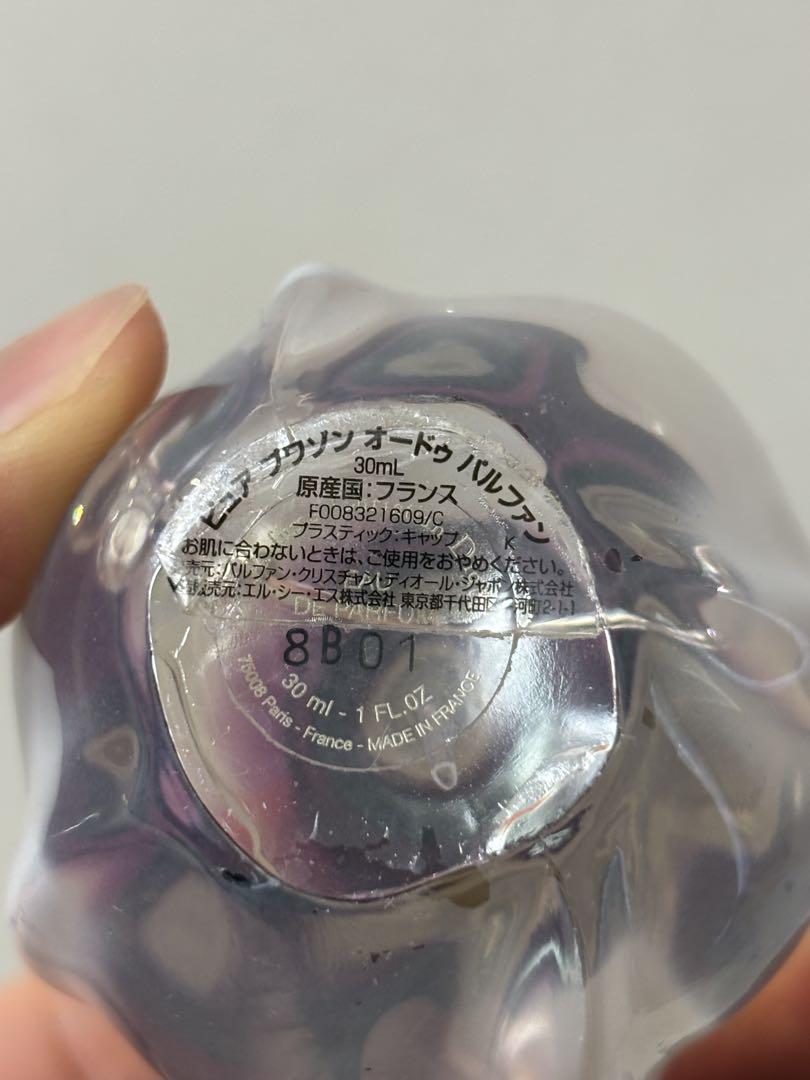 ピュア プワゾン オードゥ パルファン
30mL
原産国:フランス
F008321609/C
プラスティック:キャップ K
お肌に合わないときは、ご使用をおやめください。
売元:パルファン・クリスチャン・ディオール・ジャポ 株式会社
販売元:エル・シー・エス株式会社 東京都千代田区 河町2-1-1
DE PARFUM
8B01
30 ml - 1 FL.OZ
75008 Paris - France - MADE IN FRANCE